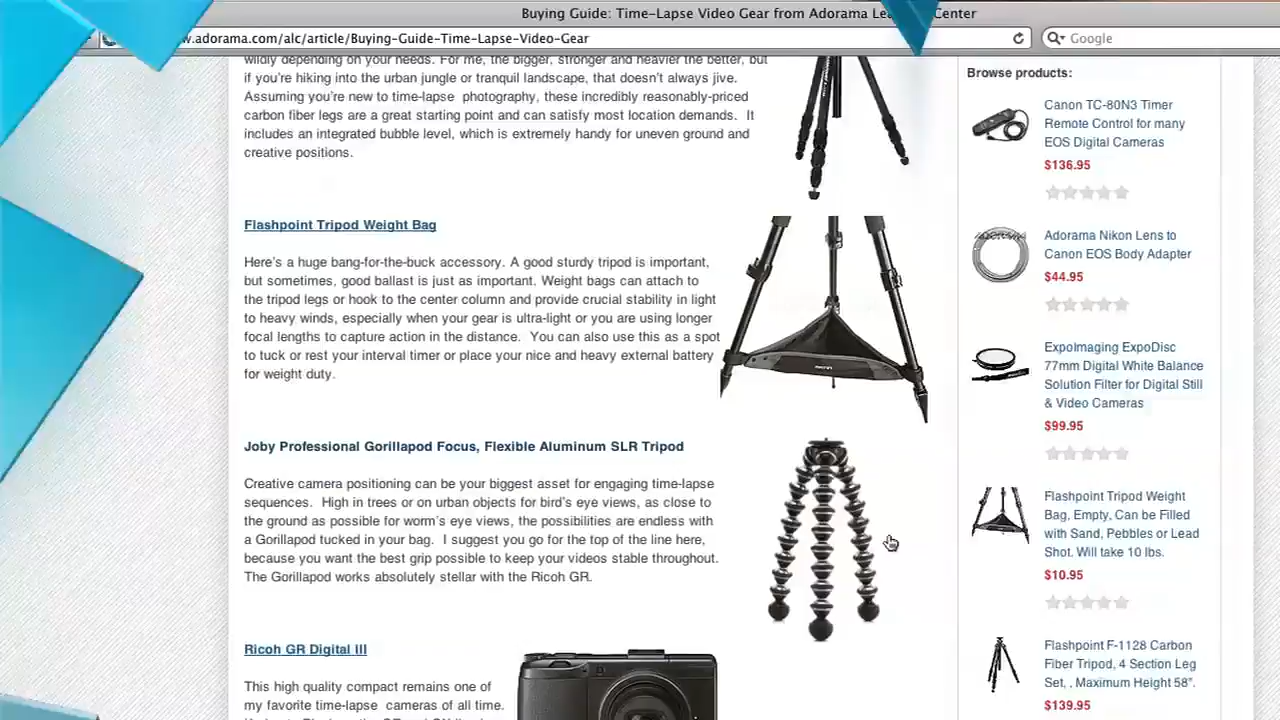 Buying Guide: Time-Lapse Video Gear from Adorama Center
.adorama.com/alc/article/Buying-Guide-Time-Lapse-Video-Gear
Google
wildly depending on your needs. For me, the bigger, stronger and heavier the better, but
if you're hiking into the urban jungle or tranquil landscape, that doesn't always jive.
Assuming you're new to time-lapse photography, these incredibly reasonably-priced
carbon fiber legs are a great starting point and can satisfy most location demands. It
includes an integrated bubble level, which is extremely handy for uneven ground and
creative positions.
Flashpoint Tripod Weight Bag
Here's a huge bang-for-the-buck accessory. A good sturdy tripod is important,
but sometimes, good ballast is just as important. Weight bags can attach to
the tripod legs or hook to the center column and provide crucial stability in light
to heavy winds, especially when your gear is ultra-light or you are using longer
focal lengths to capture action in the distance. You can also use this as a spot
to tuck or rest your interval timer or place your nice and heavy external battery
for weight duty.
Joby Professional Gorillapod Focus, Flexible Aluminum SLR Tripod
Creative camera positioning can be your biggest asset for engaging time-lapse
sequences. High in trees or on urban objects for bird's eye views, as close to
the ground as possible for worm's eye views, the possibilities are endless with
a Gorillapod tucked in your bag. I suggest you go for the top of the line here,
because you want the best grip possible to keep your videos stable throughout.
The Gorillapod works absolutely stellar with the Ricoh GR.
Ricoh GR Digital III
This high quality compact remains one of
my favorite time-lapse cameras of all time.
Browse products:
Canon TC-80N3 Timer
Remote Control for many
EOS Digital Cameras
$136.95
Adorama Nikon Lens to
Canon EOS Body Adapter
$44.95
ExpoImaging ExpoDisc
77mm Digital White Balance
Solution Filter for Digital Still
& Video Cameras
$99.95
Flashpoint Tripod Weight
Bag, Empty, Can be Filled
with Sand, Pebbles or Lead
Shot. Will take 10 lbs.
$10.95
Flashpoint F-1128 Carbon
Fiber Tripod, 4 Section Leg
Set, , Maximum Height 58".
$139.95